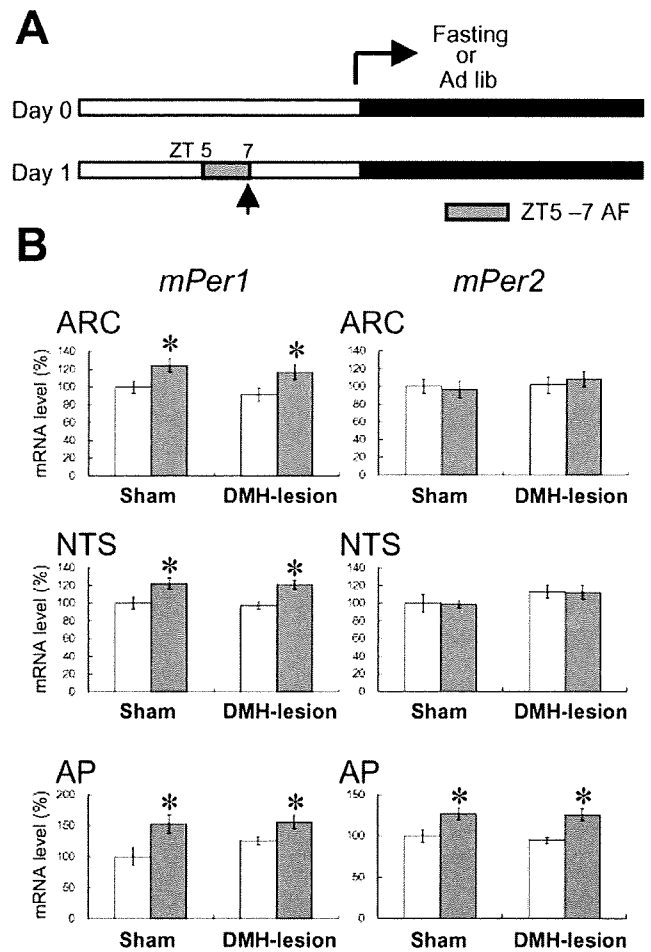 A
Fasting
or
Ad lib
Day 0
ZT 5 7
Day 1
ZT5 –7 AF
B
mPer1 mPer2
ARC ARC
mRNA level (%)
140
120
100
80
60
40
20
0
* *
Sham DMH-lesion
140
120
100
80
60
40
20
0
Sham DMH-lesion
NTS NTS
mRNA level (%)
140
120
100
80
60
40
20
0
* *
Sham DMH-lesion
140
120
100
80
60
40
20
0
Sham DMH-lesion
AP AP
mRNA level (%)
200
150
100
50
0
* *
Sham DMH-lesion
150
100
50
0
* *
Sham DMH-lesion